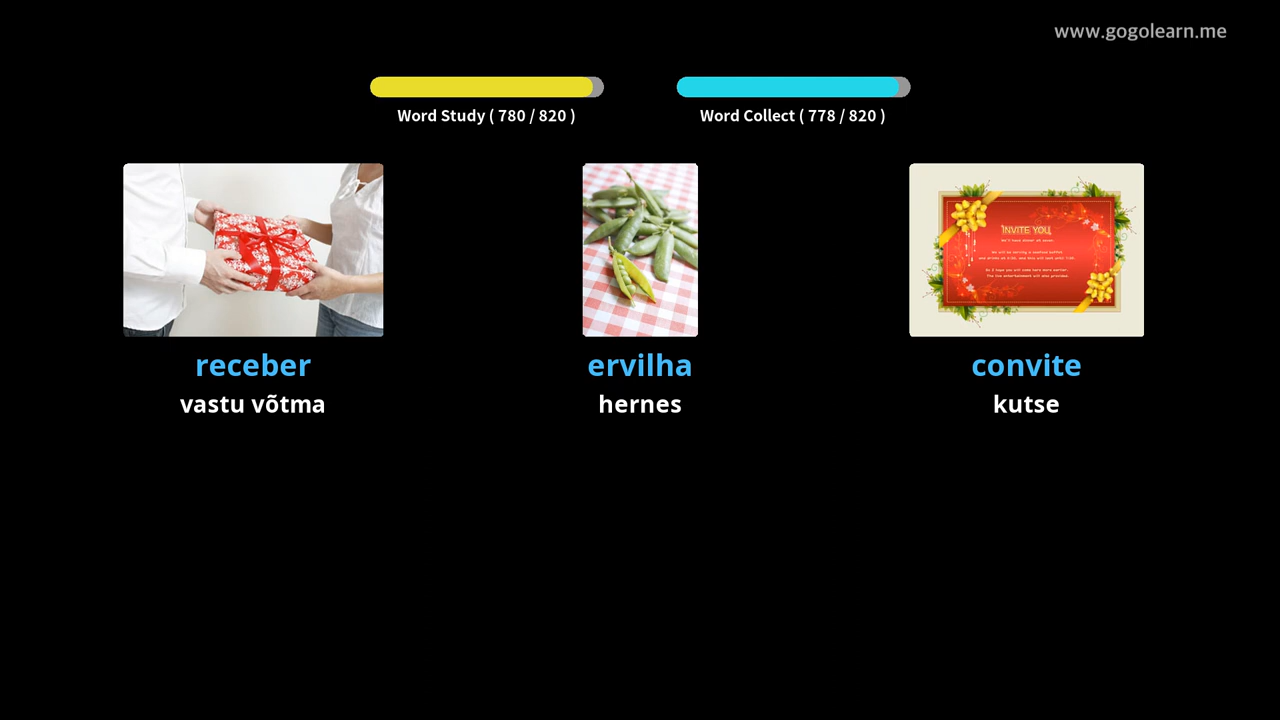 www.gogolearn.me
Word Study ( 780 / 820 )
Word Collect ( 778 / 820 )
INVITE YOU
receber
ervilha
convite
vastu võtma
hernes
kutse